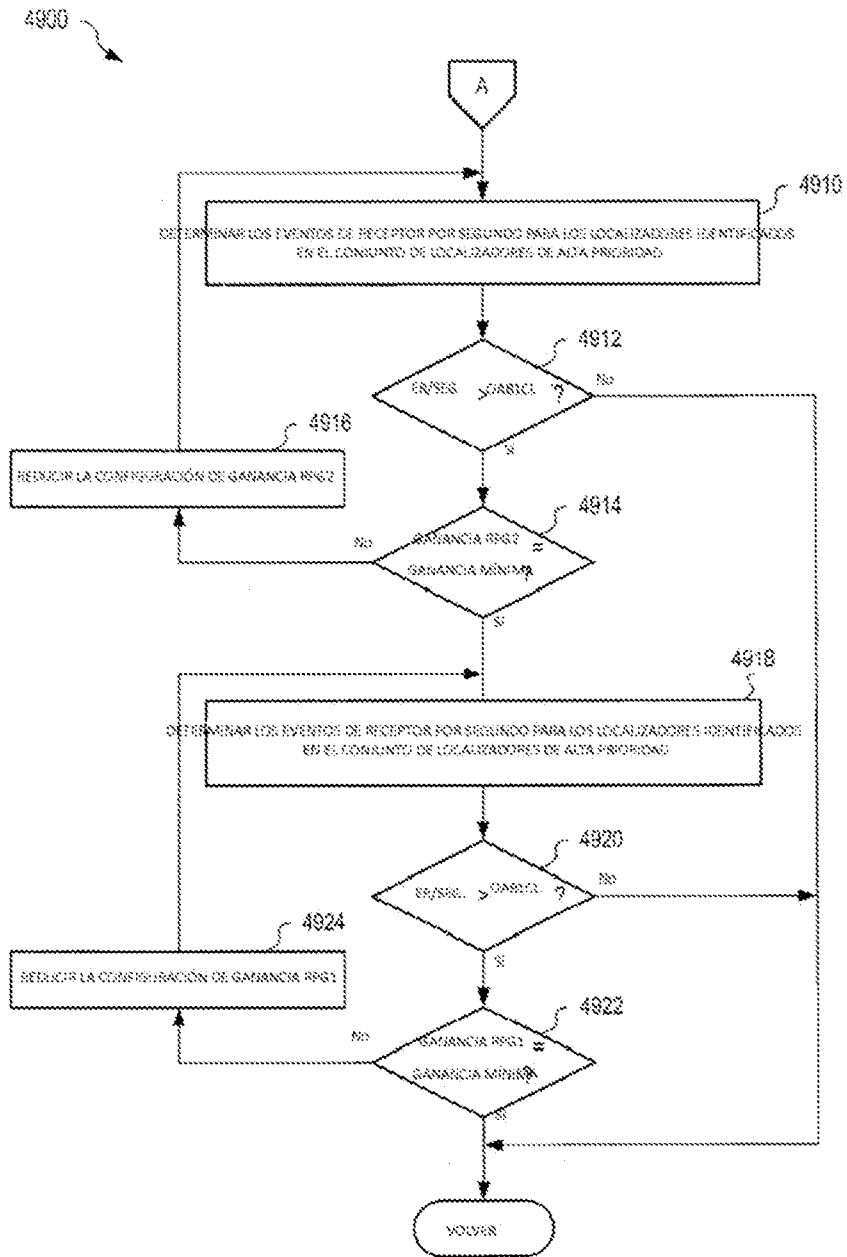 4900
A
4910
DETERMINAR LOS EVENTOS DE RECEPTOR POR SEGUNDO PARA LOS LOCALIZADORES IDENTIFICADOS
EN EL CONJUNTO DE LOCALIZADORES DE ALTA PRIORIDAD
4912
ER/SEG. > ?
No
SÍ
4916
REDUCIR LA CONFIGURACIÓN DE GANANCIA RPG2
4914
No
GANANCIA RPG2 =
GANANCIA MÍNIMA ?
SÍ
4918
DETERMINAR LOS EVENTOS DE RECEPTOR POR SEGUNDO PARA LOS LOCALIZADORES IDENTIFICADOS
EN EL CONJUNTO DE LOCALIZADORES DE ALTA PRIORIDAD
4920
ER/SEG. > ?
No
SÍ
4924
REDUCIR LA CONFIGURACIÓN DE GANANCIA RPG1
4922
No
GANANCIA RPG1 =
GANANCIA MÍNIMA ?
SÍ
VOLVER